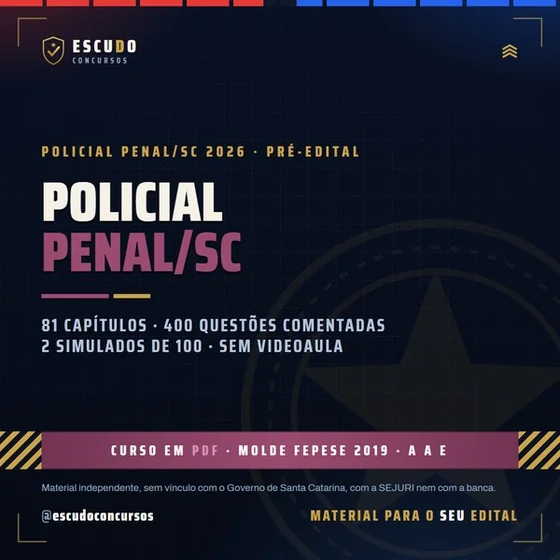 ESCUDO
CONCURSOS
POLICIAL PENAL/SC 2026 · PRÉ-EDITAL
POLICIAL
PENAL/SC
81 CAPÍTULOS · 400 QUESTÕES COMENTADAS
2 SIMULADOS DE 100 · SEM VIDEOAULA
CURSO EM PDF · MOLDE FEPESE 2019 · A A E
Material independente, sem vínculo com o Governo de Santa Catarina, com a SEJURI nem com a banca.
@escudoconcursos
MATERIAL PARA O SEU EDITAL